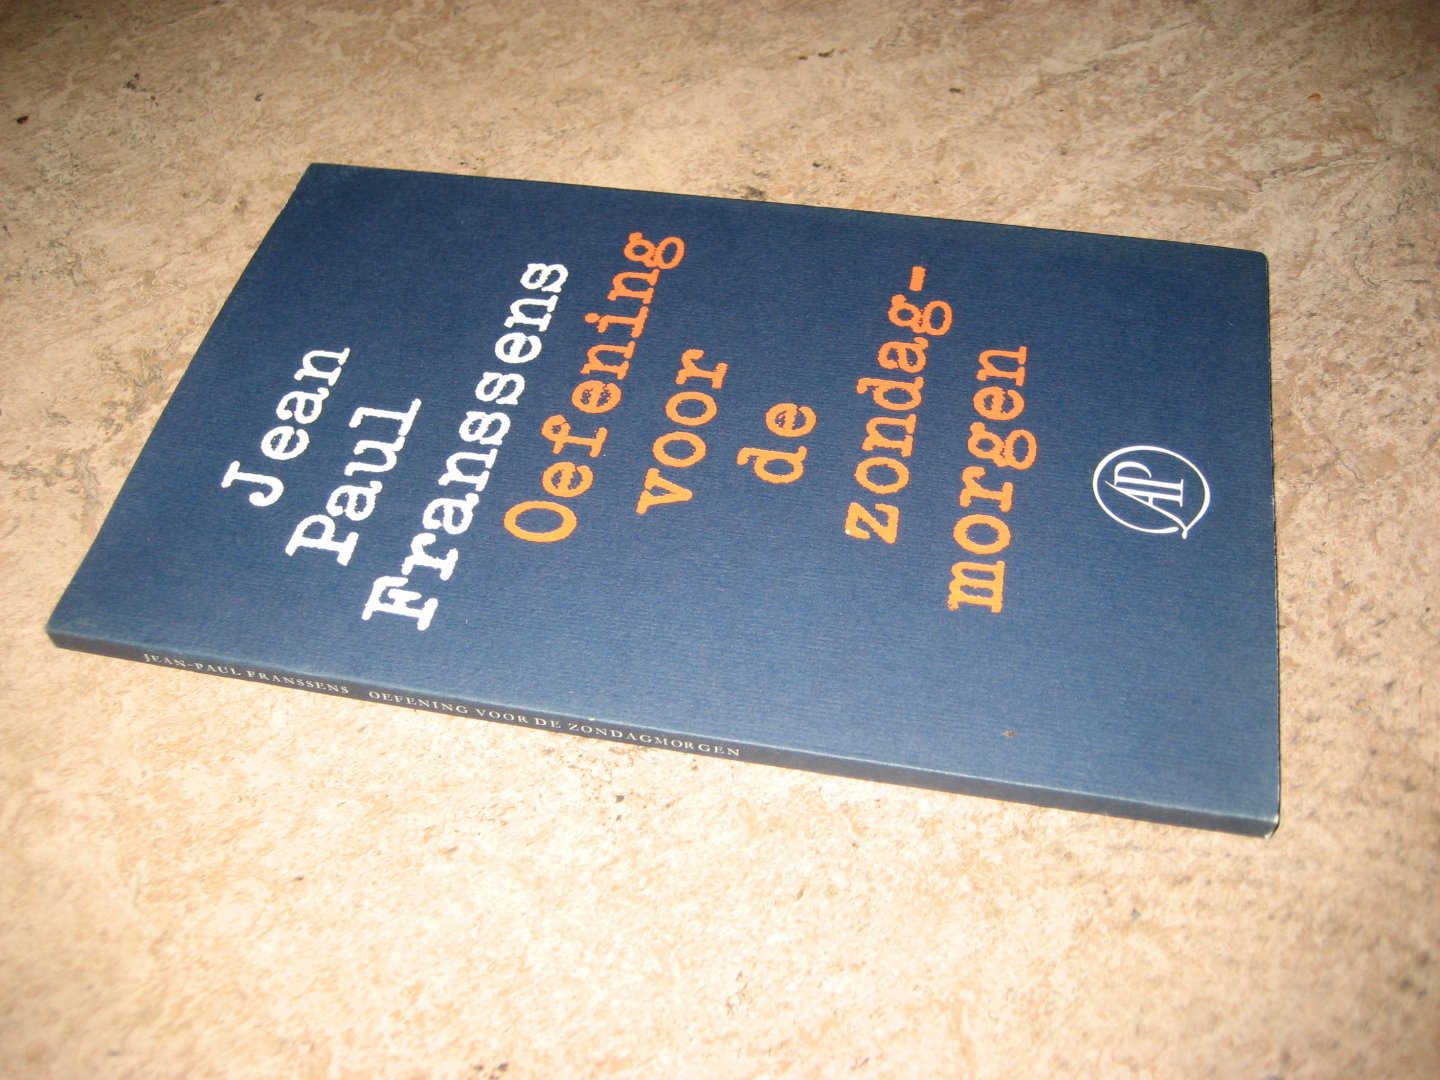 Jean
Paul
Franssens
Oefening
voor
de
zondag-
morgen
AP
JEAN-PAUL FRANSSENS OEFENING VOOR DE ZONDAGMORGEN